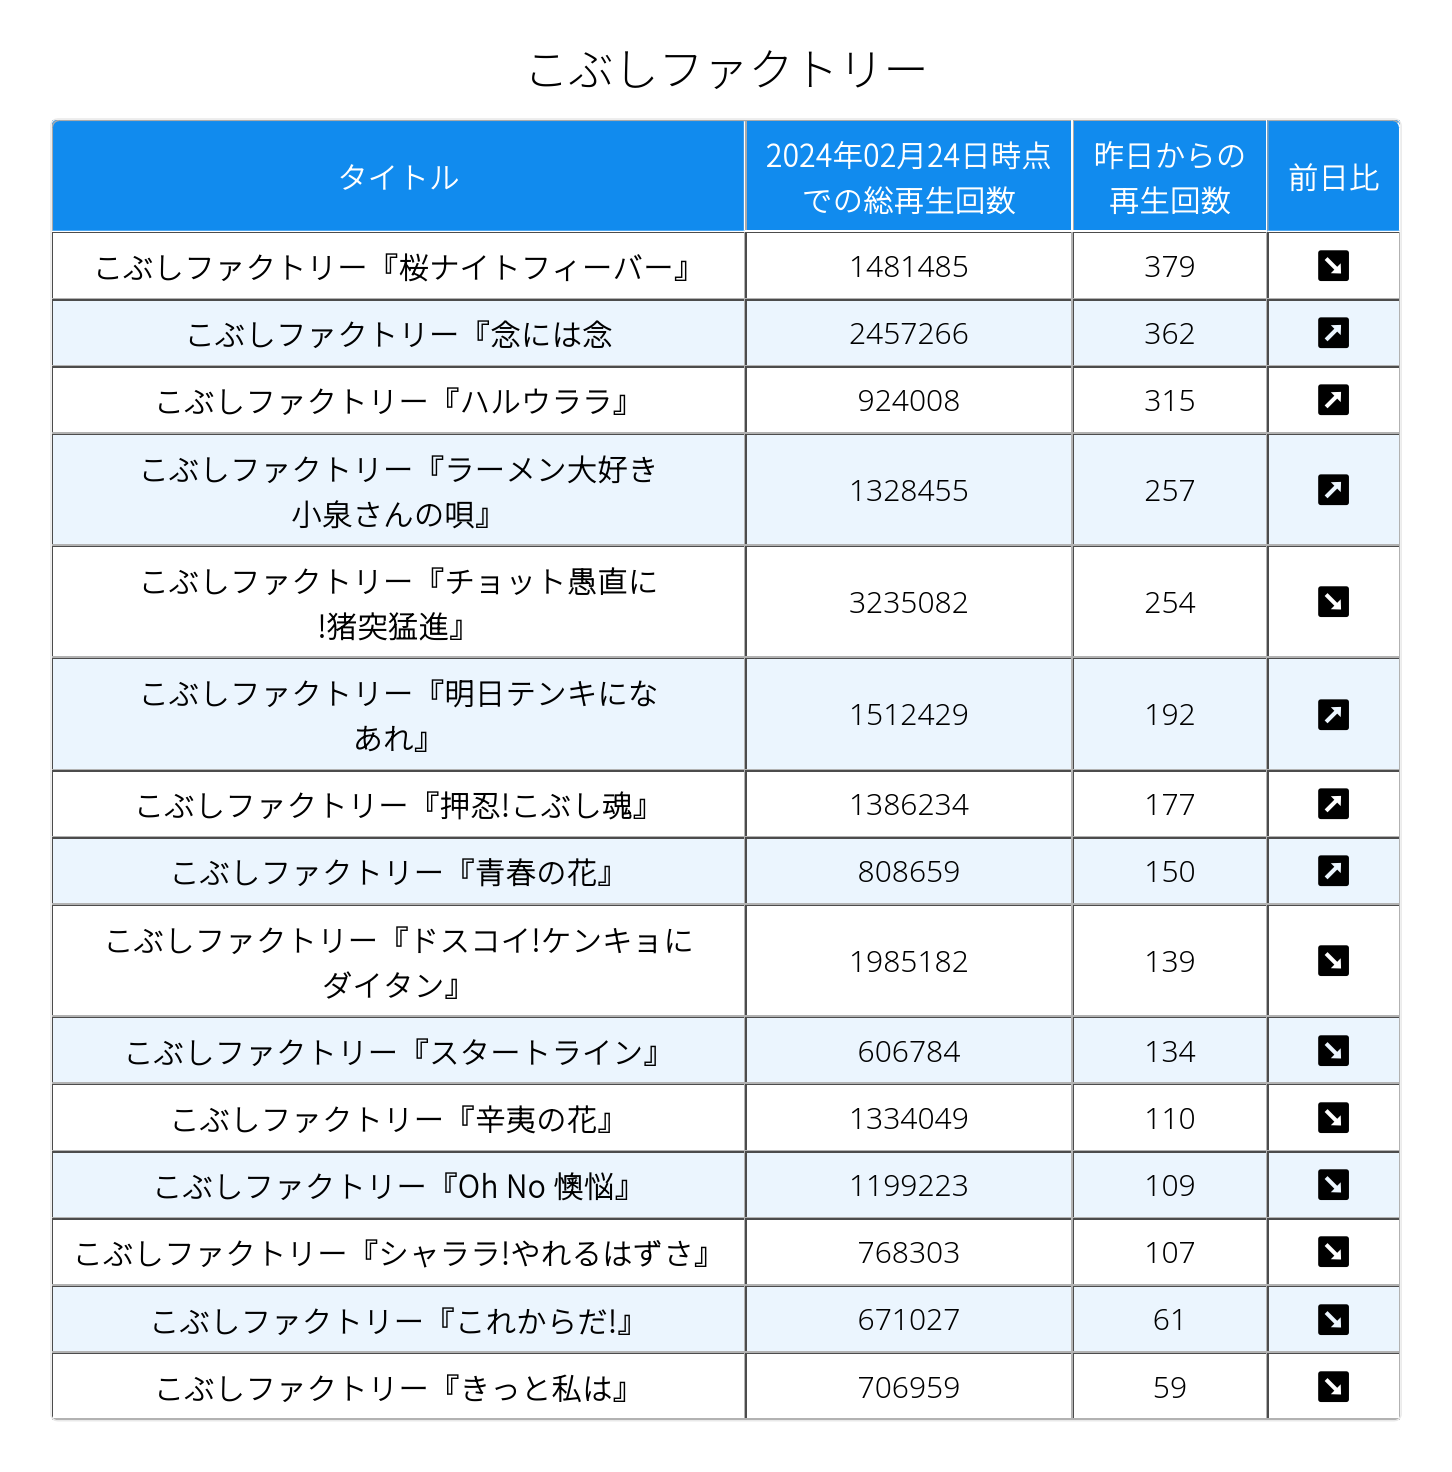 こぶしファクトリー
タイトル
2024年02月24日時点
での総再生回数
昨日からの
再生回数
前日比
こぶしファクトリー『桜ナイトフィーバー』 1481485 379
こぶしファクトリー『念には念 2457266 362
こぶしファクトリー『ハルウララ』 924008 315
こぶしファクトリー『ラーメン大好き
小泉さんの唄』 1328455 257
こぶしファクトリー『チョット愚直に
!猪突猛進』 3235082 254
こぶしファクトリー『明日テンキにな
あれ』 1512429 192
こぶしファクトリー『押忍!こぶし魂』 1386234 177
こぶしファクトリー『青春の花』 808659 150
こぶしファクトリー『ドスコイ!ケンキョに
ダイタン』 1985182 139
こぶしファクトリー『スタートライン』 606784 134
こぶしファクトリー『辛夷の花』 1334049 110
こぶしファクトリー『Oh No 懊悩』 1199223 109
こぶしファクトリー『シャララ!やれるはずさ』 768303 107
こぶしファクトリー『これからだ!』 671027 61
こぶしファクトリー『きっと私は』 706959 59